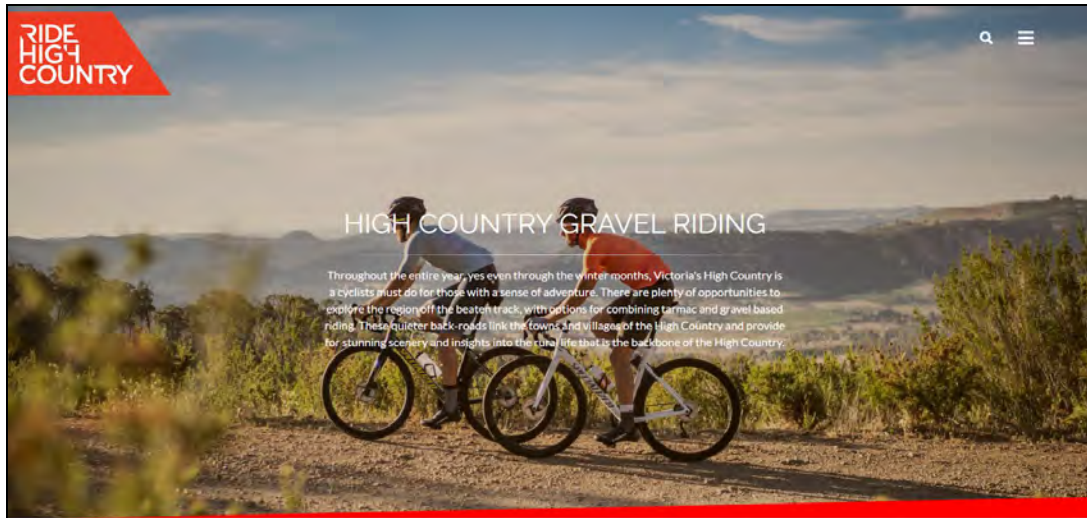 RIDE
HIGH
COUNTRY
HIGH COUNTRY GRAVEL RIDING
Throughout the entire year, yes even through the winter months, Victoria's High Country is
a cyclists must do for those with a sense of adventure. There are plenty of opportunities to
explore the region off the beaten track, with options for combining tarmac and gravel based
riding. These quieter back-roads link the towns and villages of the High Country and provide
for stunning scenery and insights into the rural life that is the backbone of the High Country.